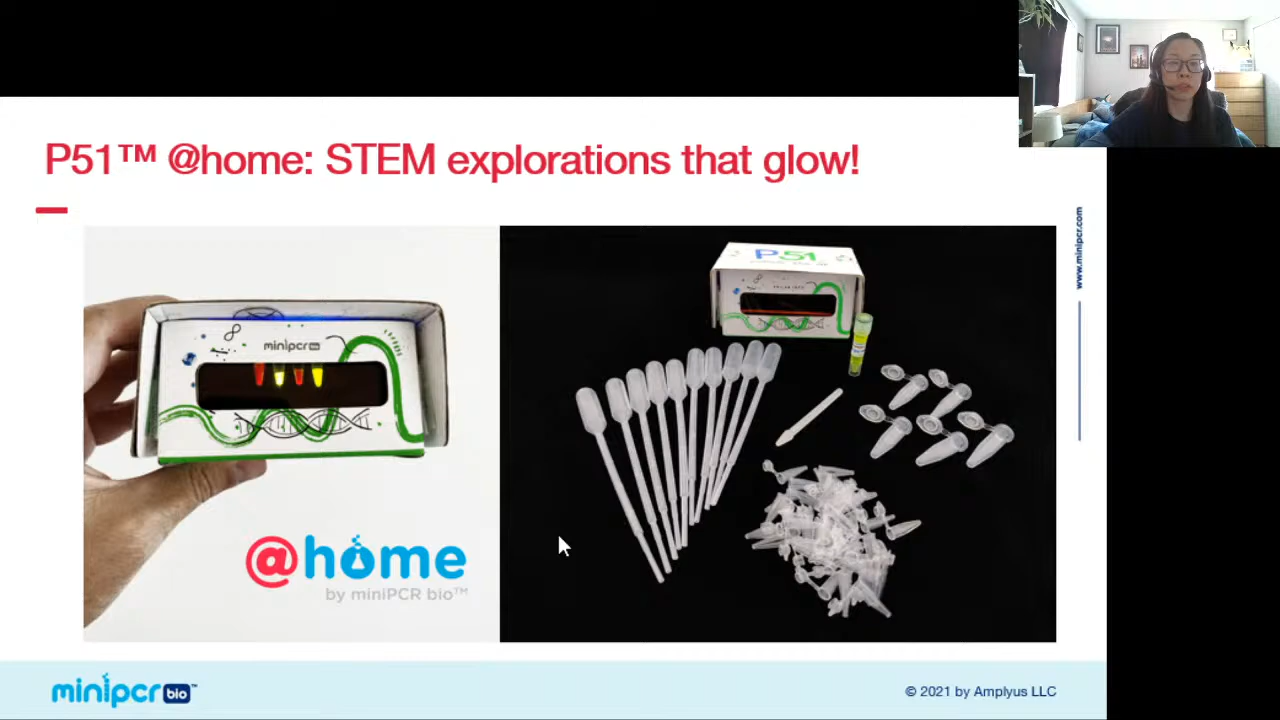 P51™ @home: STEM explorations that glow!
www.minipcr.com
minipcr bio
P51
@home
by miniPCR bio™
minipcr bio™
© 2021 by Amplyus LLC